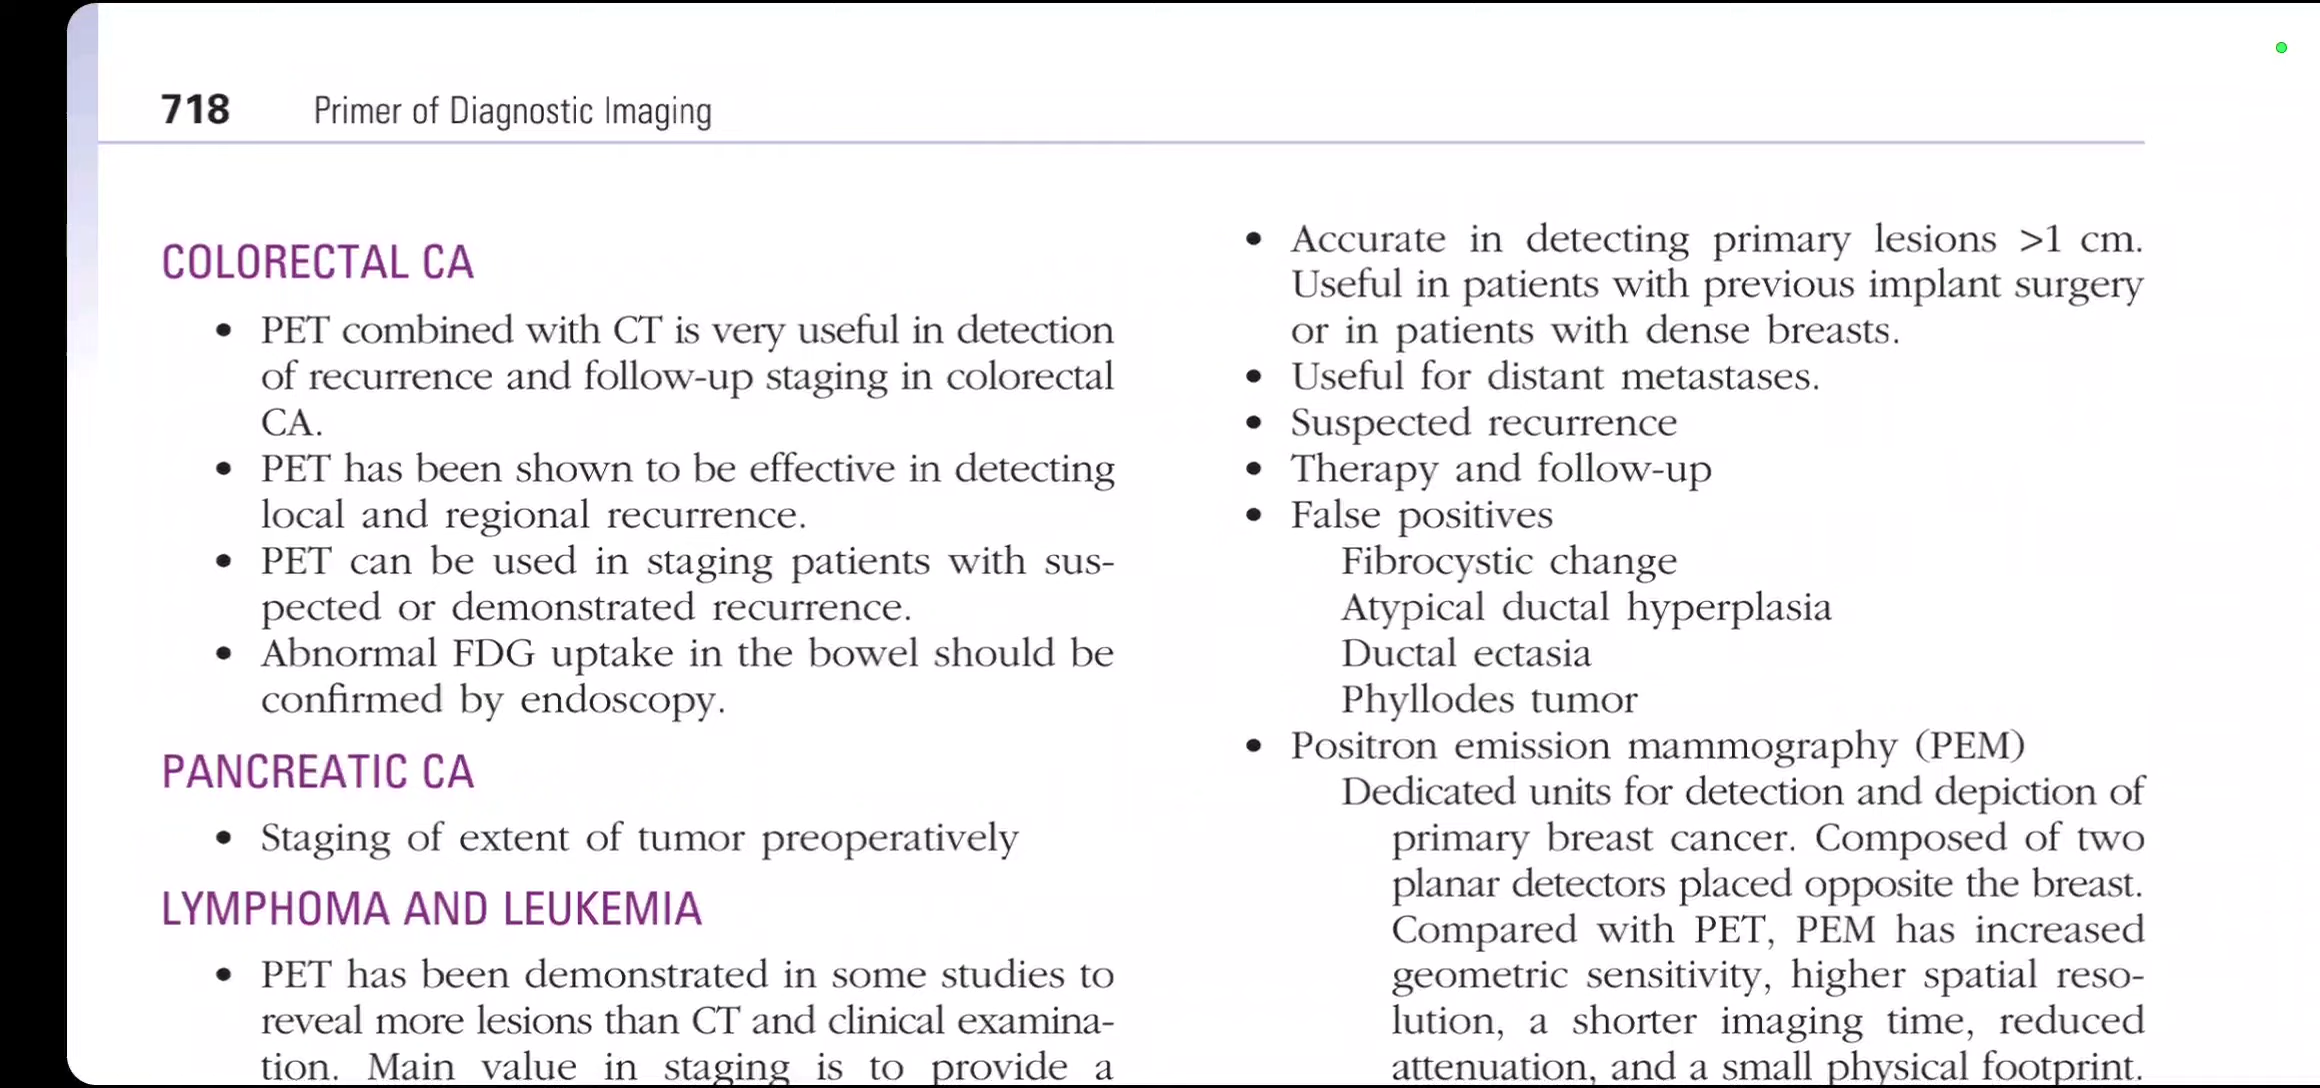 718 Primer of Diagnostic Imaging
COLORECTAL CA
• PET combined with CT is very useful in detection
of recurrence and follow-up staging in colorectal
CA.
• PET has been shown to be effective in detecting
local and regional recurrence.
• PET can be used in staging patients with sus-
pected or demonstrated recurrence.
• Abnormal FDG uptake in the bowel should be
confirmed by endoscopy.
PANCREATIC CA
• Staging of extent of tumor preoperatively
LYMPHOMA AND LEUKEMIA
• PET has been demonstrated in some studies to
reveal more lesions than CT and clinical examina-
tion. Main value in staging is to provide a
• Accurate in detecting primary lesions >1 cm.
Useful in patients with previous implant surgery
or in patients with dense breasts.
• Useful for distant metastases.
• Suspected recurrence
• Therapy and follow-up
• False positives
Fibrocystic change
Atypical ductal hyperplasia
Ductal ectasia
Phyllodes tumor
• Positron emission mammography (PEM)
Dedicated units for detection and depiction of
primary breast cancer. Composed of two
planar detectors placed opposite the breast.
Compared with PET, PEM has increased
geometric sensitivity, higher spatial reso-
lution, a shorter imaging time, reduced
attenuation, and a small physical footprint.